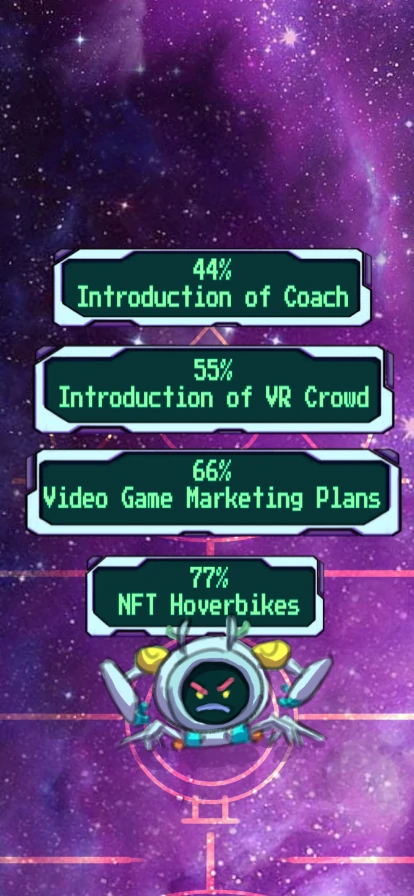 44%
Introduction of Coach
55%
Introduction of VR Crowd
66%
Video Game Marketing Plans
77%
NFT Hoverbikes